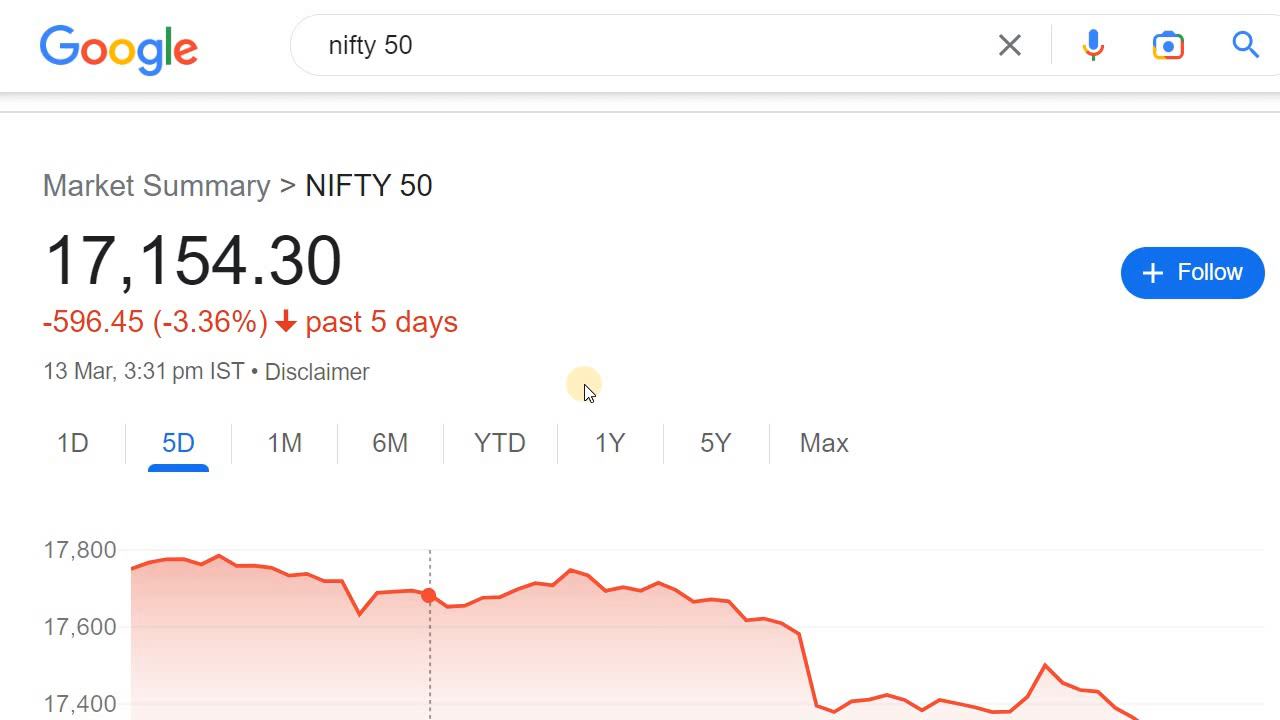 Google
nifty 50
Market Summary > NIFTY 50
17,154.30
-596.45 (-3.36%) ↓ past 5 days
+ Follow
13 Mar, 3:31 pm IST • Disclaimer
1D 5D 1M 6M YTD 1Y 5Y Max
17,800
17,600
17,400